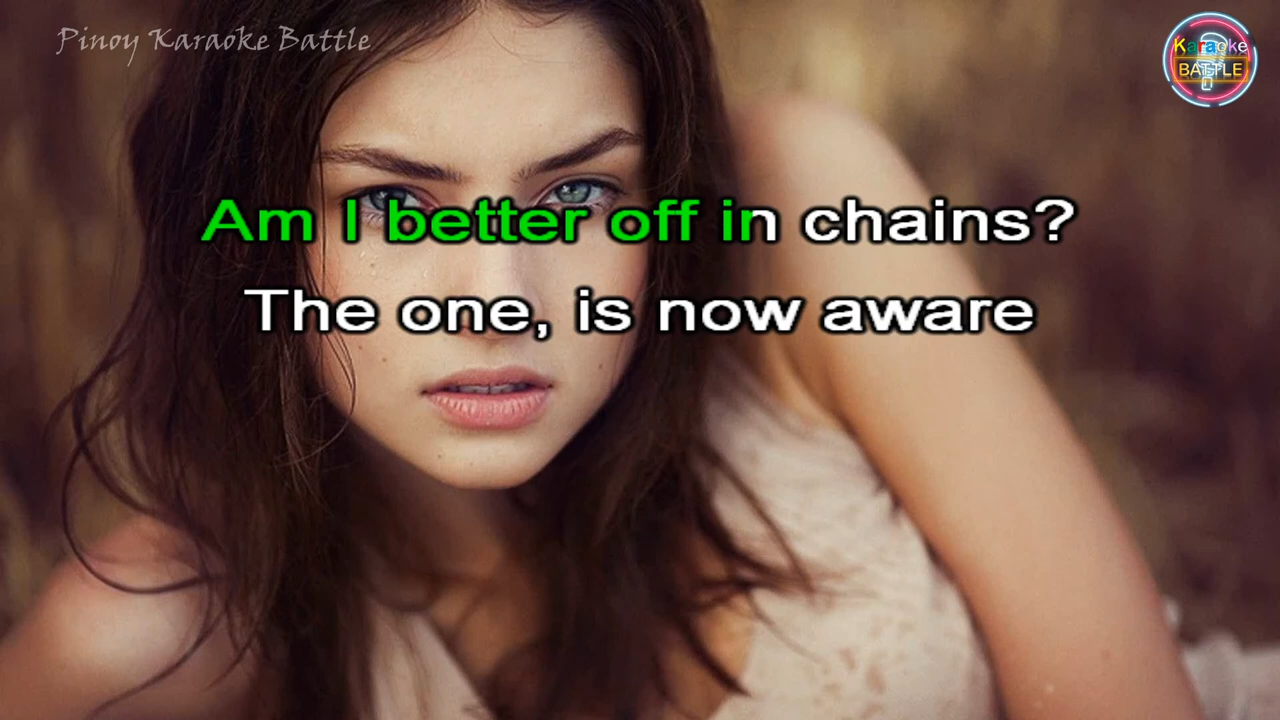 Pinoy Karaoke Battle
Karaoke
BATTLE
Am I better off in chains?
The one, is now aware